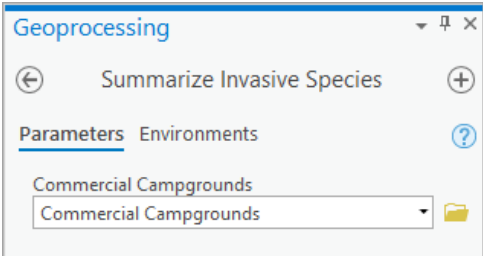 Geoprocessing
Summarize Invasive Species
Parameters Environments
Commercial Campgrounds
Commercial Campgrounds